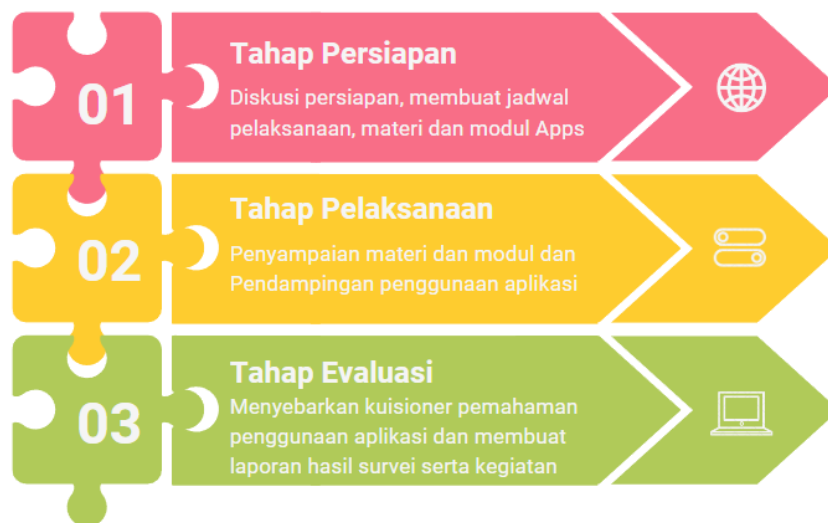 01
Tahap Persiapan
Diskusi persiapan, membuat jadwal
pelaksanaan, materi dan modul Apps
02
Tahap Pelaksanaan
Penyampaian materi dan modul dan
Pendampingan penggunaan aplikasi
03
Tahap Evaluasi
Menyebarkan kuisioner pemahaman
penggunaan aplikasi dan membuat
laporan hasil survei serta kegiatan